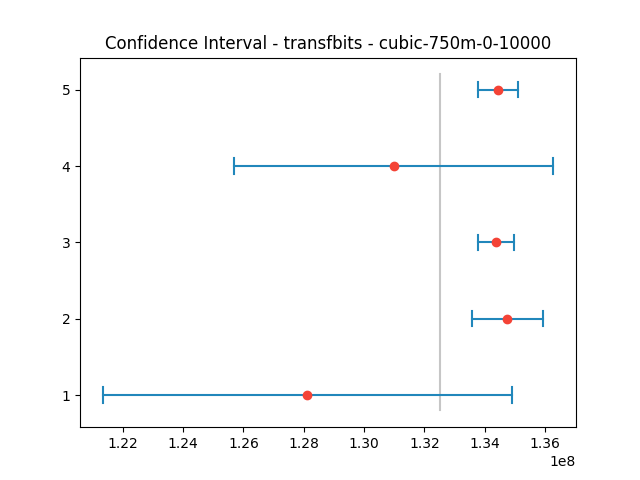 Confidence Interval - transfbits - cubic-750m-0-10000
5
4
3
2
1
1.22 1.24 1.26 1.28 1.30 1.32 1.34 1.36
1e8